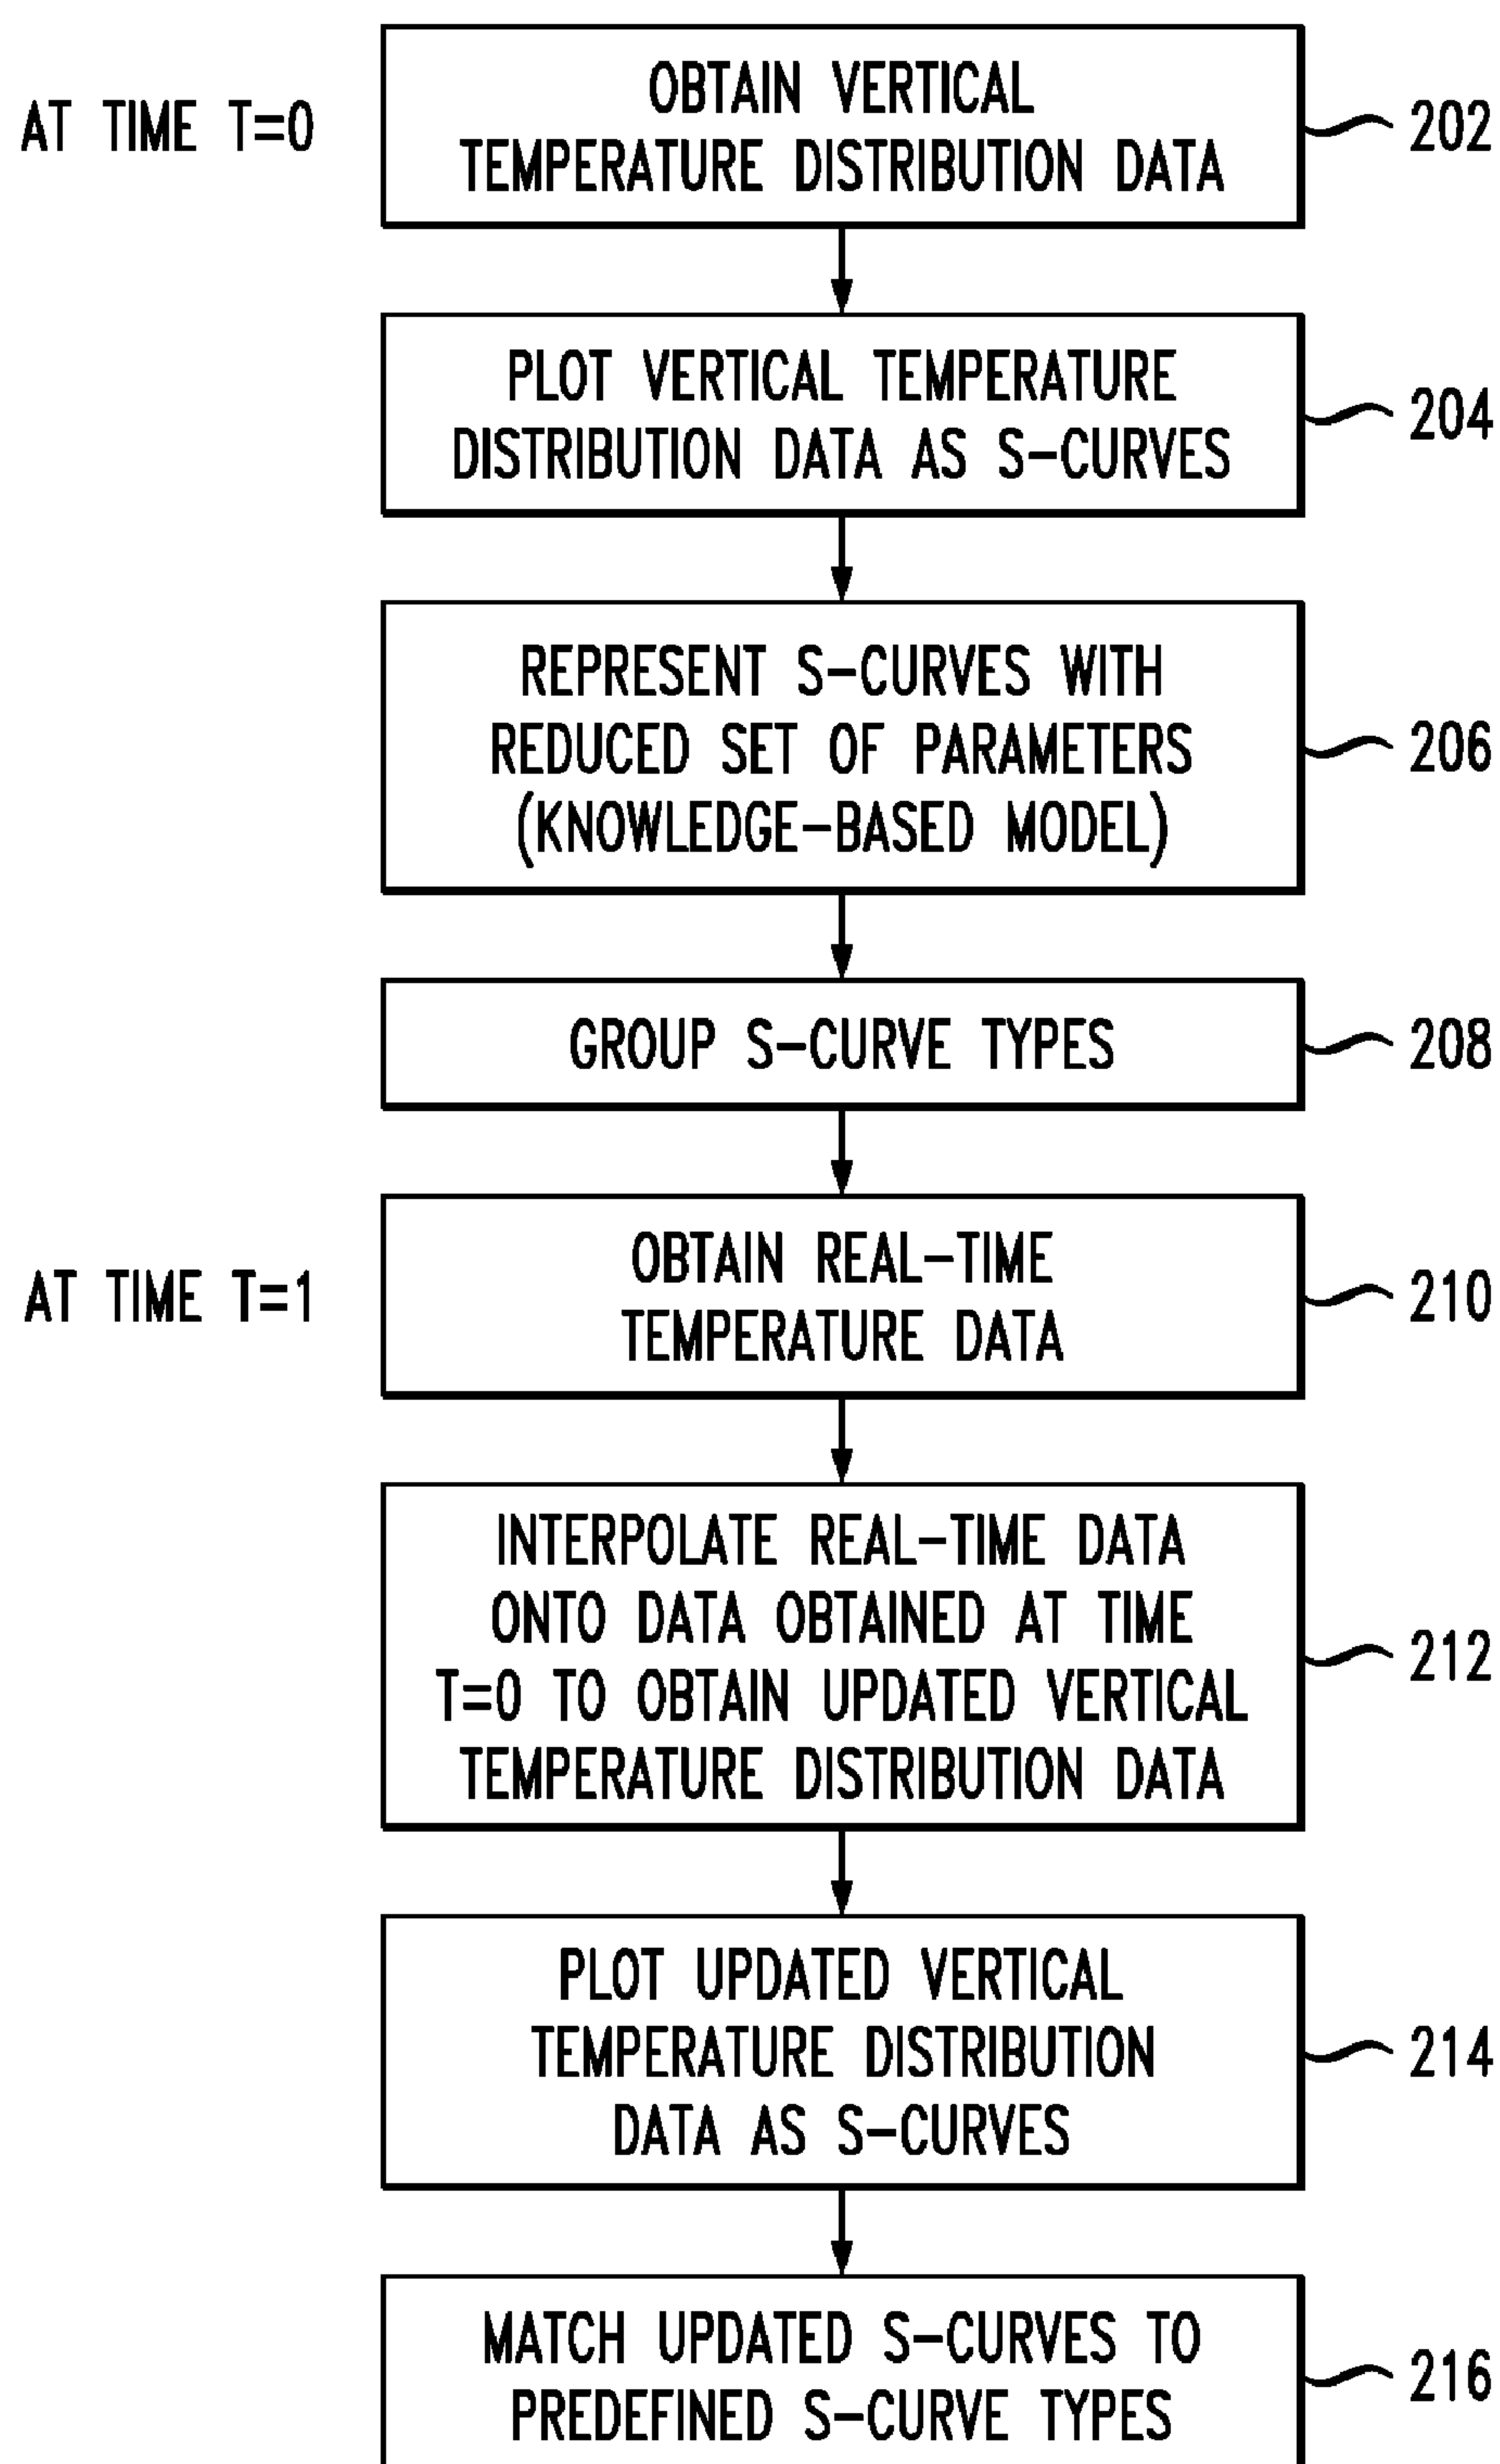 AT TIME T=0
OBTAIN VERTICAL
TEMPERATURE DISTRIBUTION DATA
202
PLOT VERTICAL TEMPERATURE
DISTRIBUTION DATA AS S-CURVES
204
REPRESENT S-CURVES WITH
REDUCED SET OF PARAMETERS
(KNOWLEDGE-BASED MODEL)
206
GROUP S-CURVE TYPES
208
AT TIME T=1
OBTAIN REAL-TIME
TEMPERATURE DATA
210
INTERPOLATE REAL-TIME DATA
ONTO DATA OBTAINED AT TIME
T=0 TO OBTAIN UPDATED VERTICAL
TEMPERATURE DISTRIBUTION DATA
212
PLOT UPDATED VERTICAL
TEMPERATURE DISTRIBUTION
DATA AS S-CURVES
214
MATCH UPDATED S-CURVES TO
PREDEFINED S-CURVE TYPES
216